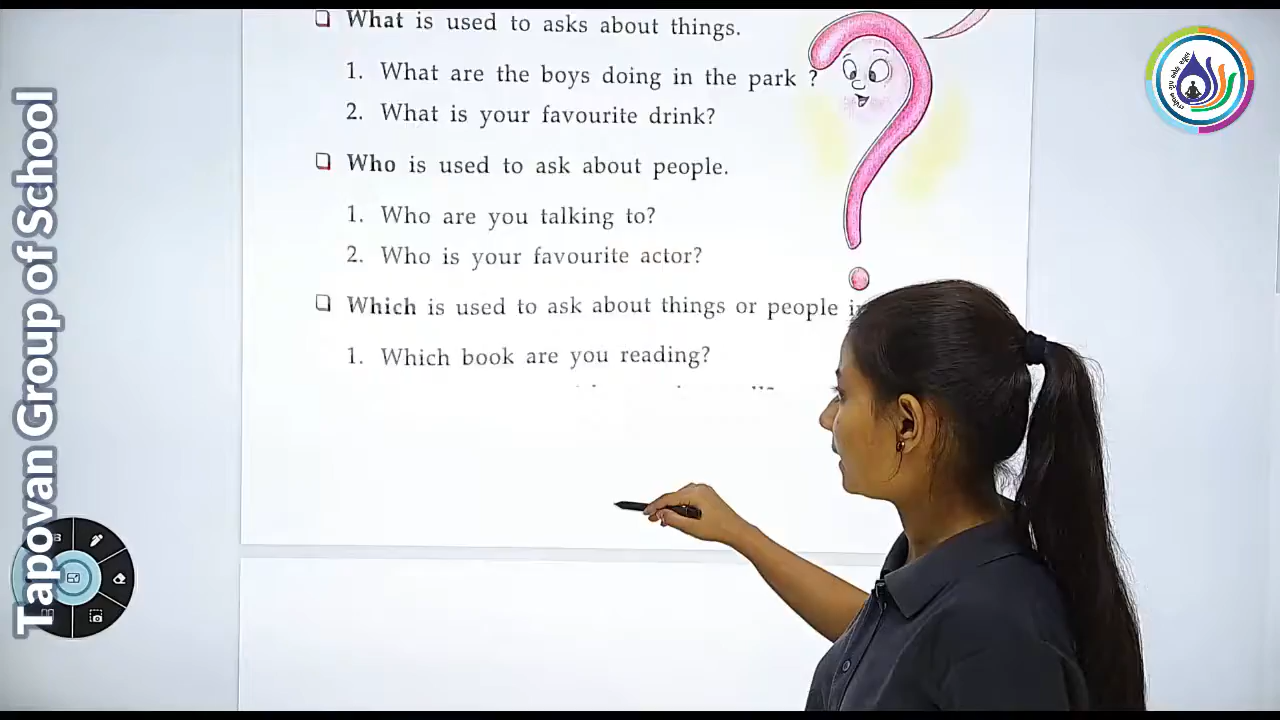 What is used to asks about things.
1. What are the boys doing in the park ?
2. What is your favourite drink?
Who is used to ask about people.
1. Who are you talking to?
2. Who is your favourite actor?
Which is used to ask about things or people
1. Which book are you reading?
Tapovan Group of School